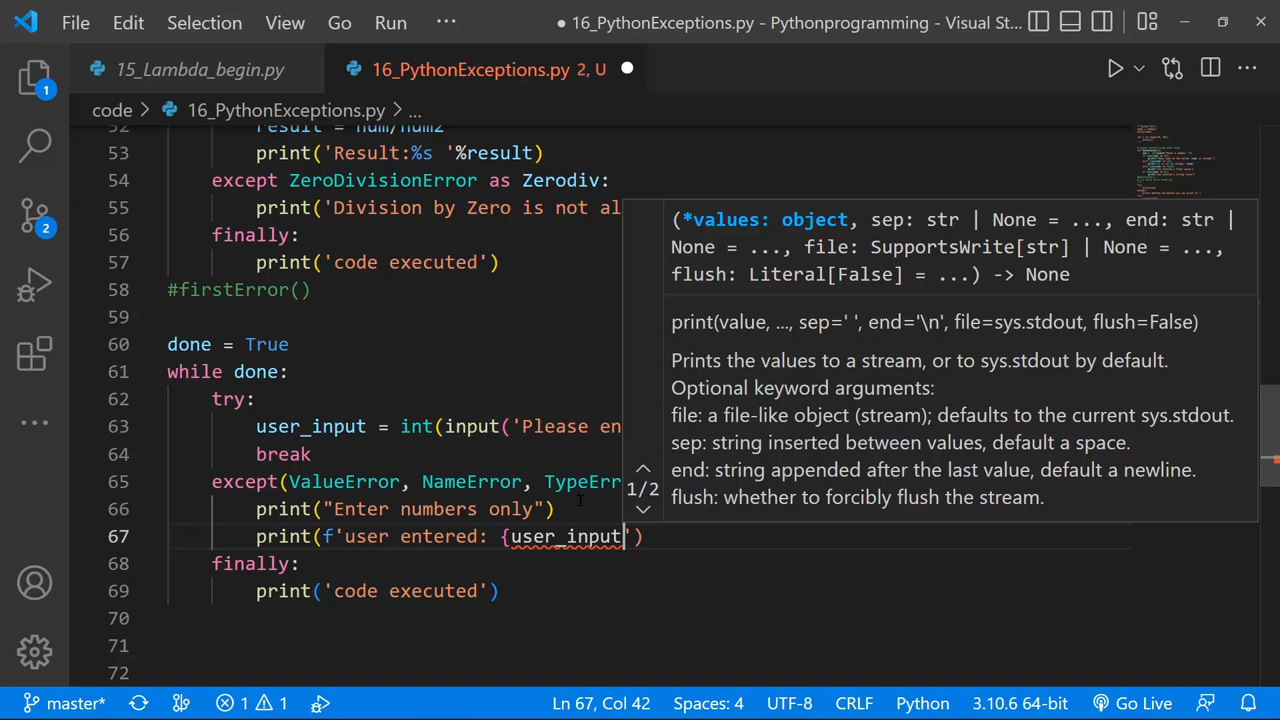 File Edit Selection View Go Run ··· ● 16_PythonExceptions.py - Pythonprogramming - Visual St...
15_Lambda_begin.py 16_PythonExceptions.py 2, U
code > 16_PythonExceptions.py > ...
52 result = num/num2
53 print('Result:%s '%result)
54 except ZeroDivisionError as Zerodiv:
55 print('Division by Zero is not al
56 finally:
57 print('code executed')
58 #firstError()
59
60 done = True
61 while done:
62 try:
63 user_input = int(input('Please en
64 break
65 except(ValueError, NameError, TypeErr
66 print("Enter numbers only")
67 print(f'user entered: {user_input')
68 finally:
69 print('code executed')
70
71
72
(*values: object, sep: str | None = ..., end: str |
None = ..., file: SupportsWrite[str] | None = ...,
flush: Literal[False] = ...) -> None
1/2
print(value, ..., sep=' ', end='\n', file=sys.stdout, flush=False)
Prints the values to a stream, or to sys.stdout by default.
Optional keyword arguments:
file: a file-like object (stream); defaults to the current sys.stdout.
sep: string inserted between values, default a space.
end: string appended after the last value, default a newline.
flush: whether to forcibly flush the stream.
1
2
master* 1 1 Ln 67, Col 42 Spaces: 4 UTF-8 CRLF Python 3.10.6 64-bit Go Live